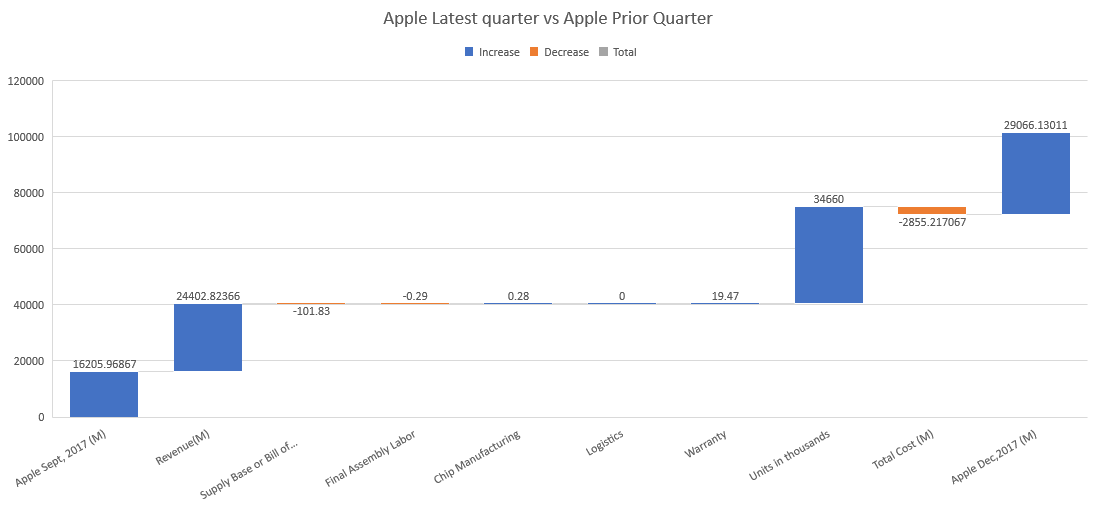 Apple Latest quarter vs Apple Prior Quarter
Increase Decrease Total
120000
100000
80000
60000
40000
20000
0
16205.96867
24402.82366
-101.83
-0.29
0.28
0
19.47
34660
-2855.217067
29066.13011
Apple Sept, 2017 (M)
Revenue(M)
Supply Base or Bill of...
Final Assembly Labor
Chip Manufacturing
Logistics
Warranty
Units in thousands
Total Cost (M)
Apple Dec,2017 (M)